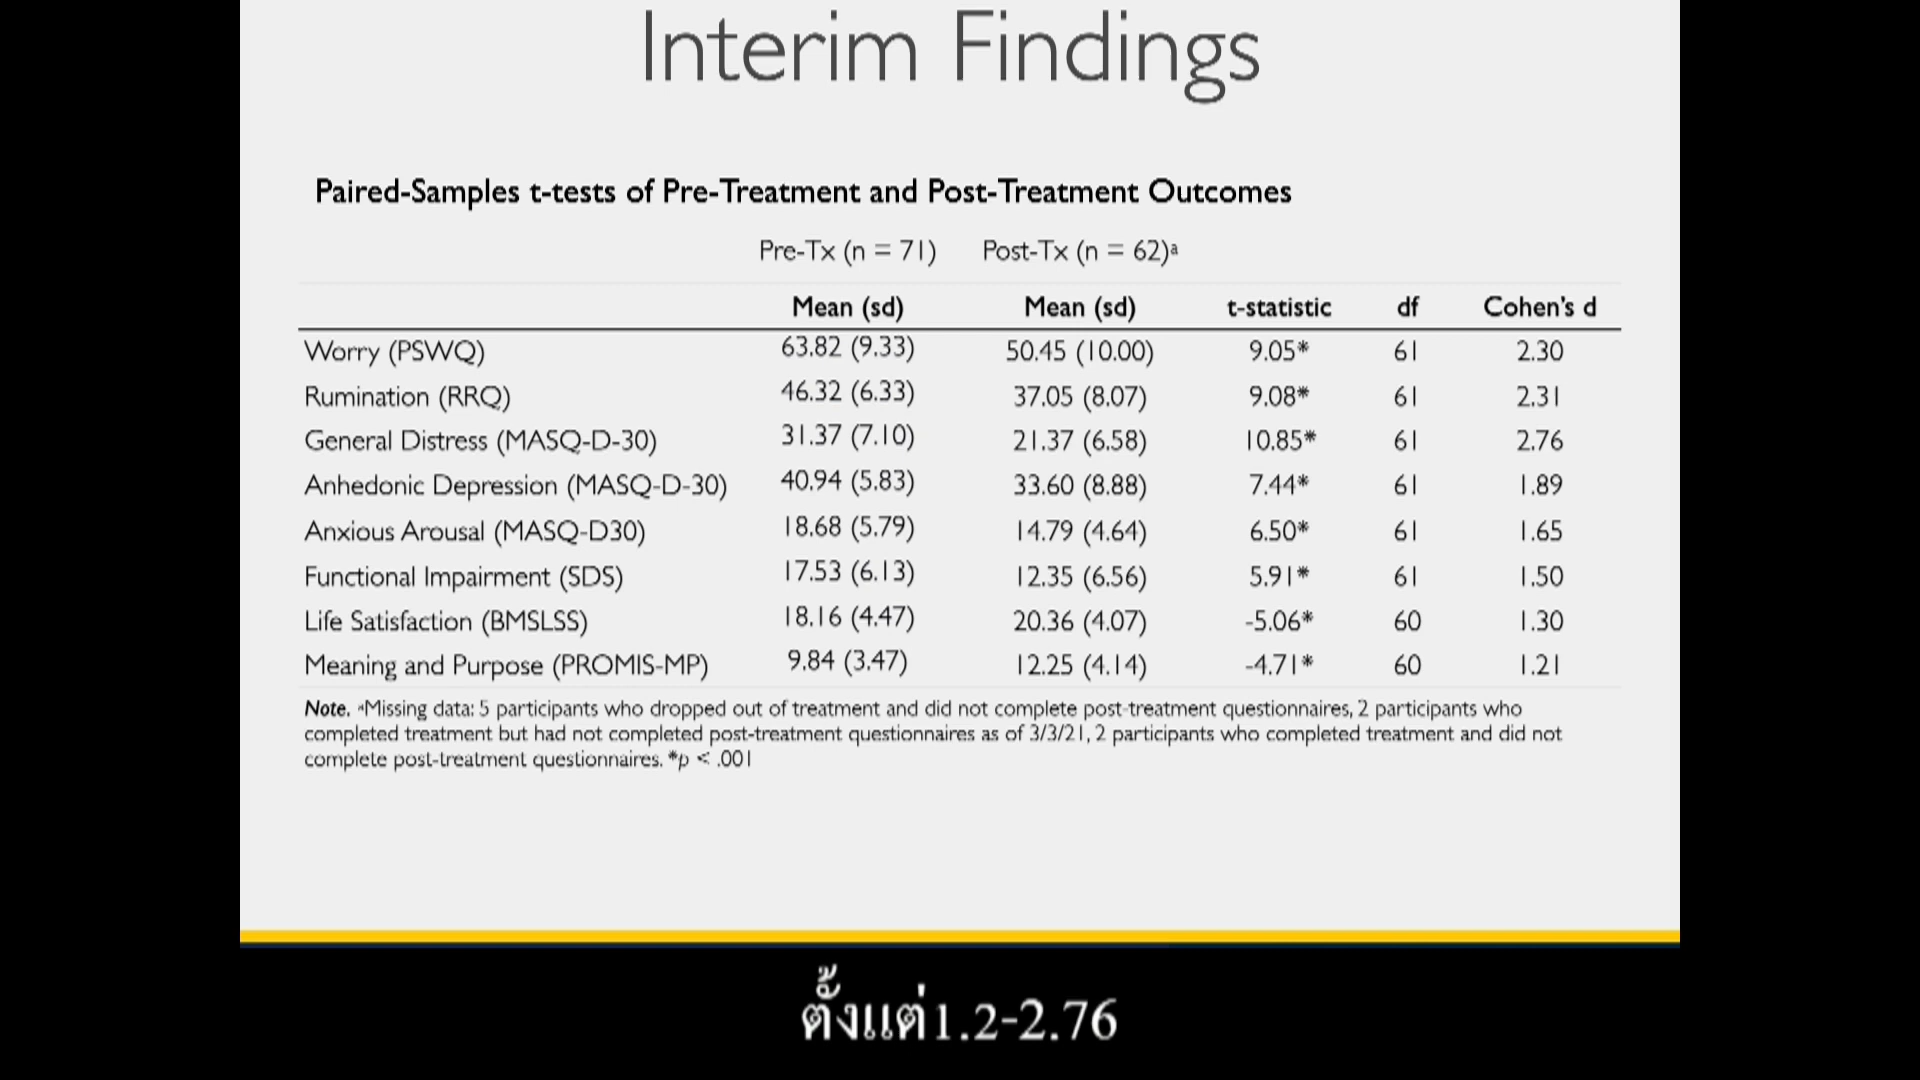 Interim Findings
Paired-Samples t-tests of Pre-Treatment and Post-Treatment Outcomes
Pre-Tx (n = 71) Post-Tx (n = 62)ᵃ
Mean (sd) Mean (sd) t-statistic df Cohen's d
Worry (PSWQ) 63.82 (9.33) 50.45 (10.00) 9.05* 61 2.30
Rumination (RRQ) 46.32 (6.33) 37.05 (8.07) 9.08* 61 2.31
General Distress (MASQ-D-30) 31.37 (7.10) 21.37 (6.58) 10.85* 61 2.76
Anhedonic Depression (MASQ-D-30) 40.94 (5.83) 33.60 (8.88) 7.44* 61 1.89
Anxious Arousal (MASQ-D30) 18.68 (5.79) 14.79 (4.64) 6.50* 61 1.65
Functional Impairment (SDS) 17.53 (6.13) 12.35 (6.56) 5.91* 61 1.50
Life Satisfaction (BMSLSS) 18.16 (4.47) 20.36 (4.07) -5.06* 60 1.30
Meaning and Purpose (PROMIS-MP) 9.84 (3.47) 12.25 (4.14) -4.71* 60 1.21
Note. ᵃMissing data: 5 participants who dropped out of treatment and did not complete post-treatment questionnaires, 2 participants who
completed treatment but had not completed post-treatment questionnaires as of 3/3/21, 2 participants who completed treatment and did not
complete post-treatment questionnaires. *p < .001
ตั้งแต่1.2-2.76